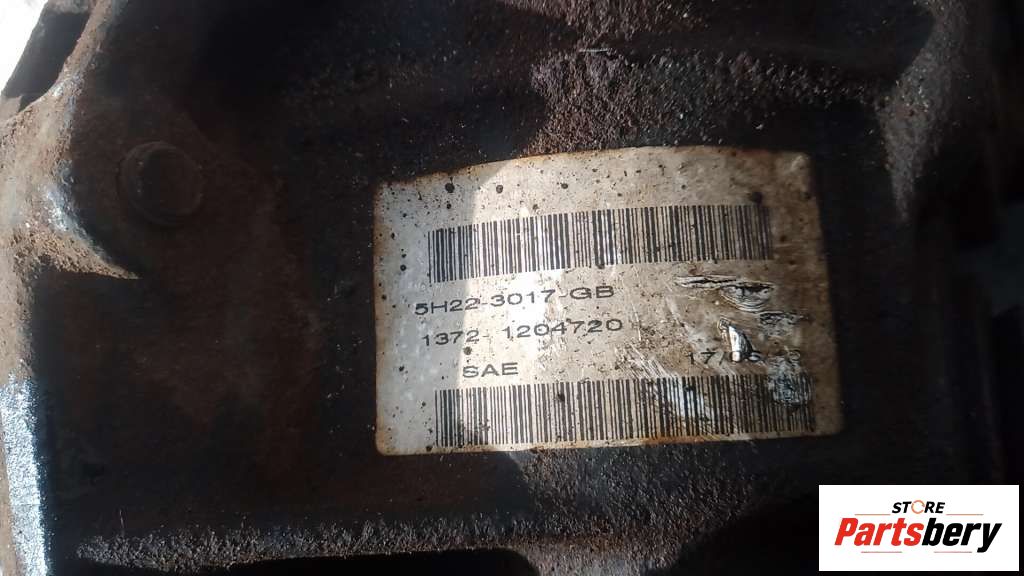 5H22-3017-GB
1372-1204720
SAE
STORE
Partsbery